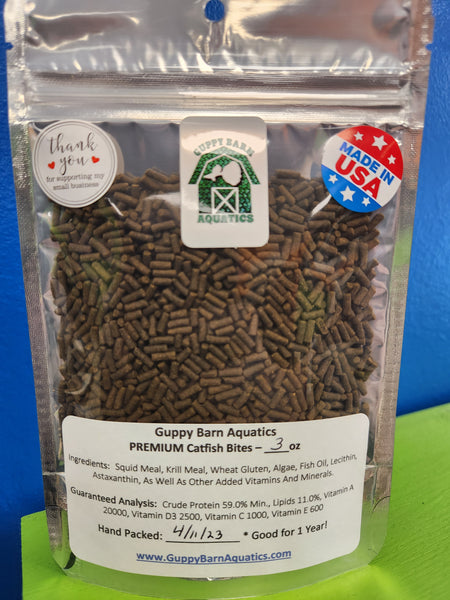 thank
you
for supporting my
small business
GUPPY BARN
AQUATICS
MADE IN
USA
Guppy Barn Aquatics
PREMIUM Catfish Bites – 3 oz
Ingredients: Squid Meal, Krill Meal, Wheat Gluten, Algae, Fish Oil, Lecithin,
Astaxanthin, As Well As Other Added Vitamins And Minerals.
Guaranteed Analysis: Crude Protein 59.0% Min., Lipids 11.0%, Vitamin A
20000, Vitamin D3 2500, Vitamin C 1000, Vitamin E 600
Hand Packed: 4/11/23 * Good for 1 Year!
www.GuppyBarnAquatics.com